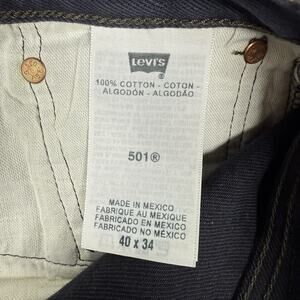 Levi's
100% COTTON - COTON -
ALGODÓN - ALGODÃO
501®
MADE IN MEXICO
FABRIQUE AU MEXIQUE
FABRICADO EN MÉXICO
FABRICADO NO MÉXICO
40 x 34